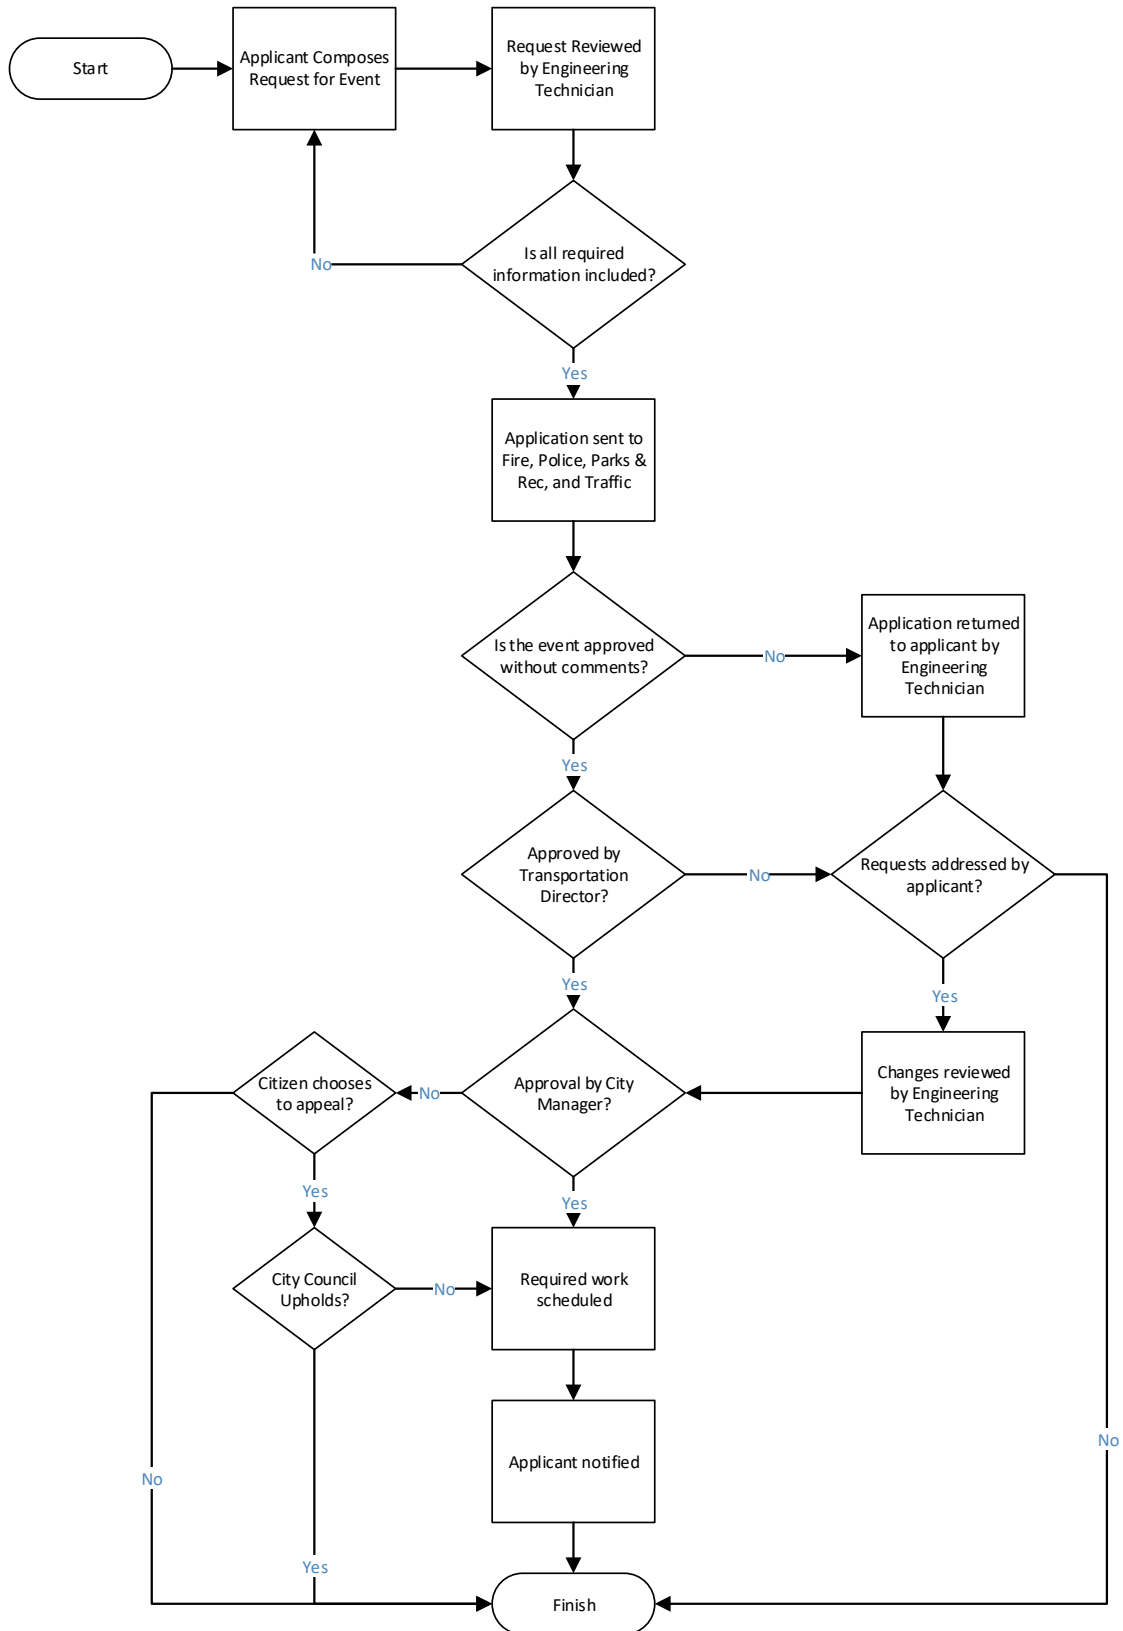 Start
Applicant Composes
Request for Event
Request Reviewed
by Engineering
Technician
Is all required
information included?
No
Yes
Application sent to
Fire, Police, Parks &
Rec, and Traffic
Is the event approved
without comments?
No
Application returned
to applicant by
Engineering
Technician
Yes
Approved by
Transportation
Director?
No
Requests addressed by
applicant?
Yes
Yes
Citizen chooses
to appeal?
No
Approval by City
Manager?
Changes reviewed
by Engineering
Technician
Yes
Yes
City Council
Upholds?
No
Required work
scheduled
No
Applicant notified
No
Yes
Finish